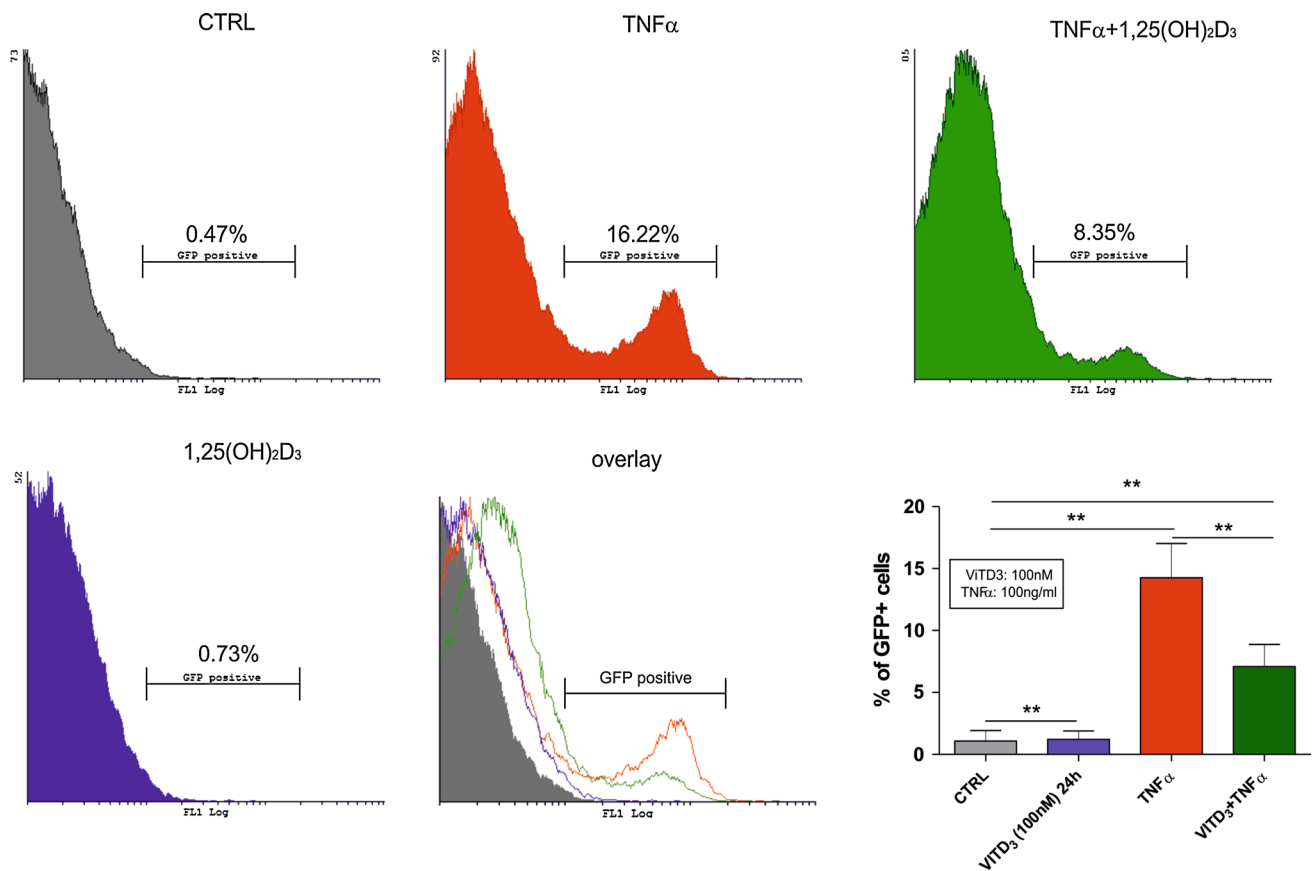 CTRL
73
0.47%
GFP positive
FL1 Log
TNFα
92
16.22%
GFP positive
FL1 Log
TNFα+1,25(OH)₂D₃
85
8.35%
GFP positive
FL1 Log
1,25(OH)₂D₃
52
0.73%
GFP positive
FL1 Log
overlay
GFP positive
FL1 Log
% of GFP+ cells
20
15
10
5
0
**
**
**
**
ViTD3: 100nM
TNFα: 100ng/ml
CTRL
VITD₃ (100nM) 24h
TNFα
VITD₃+TNFα